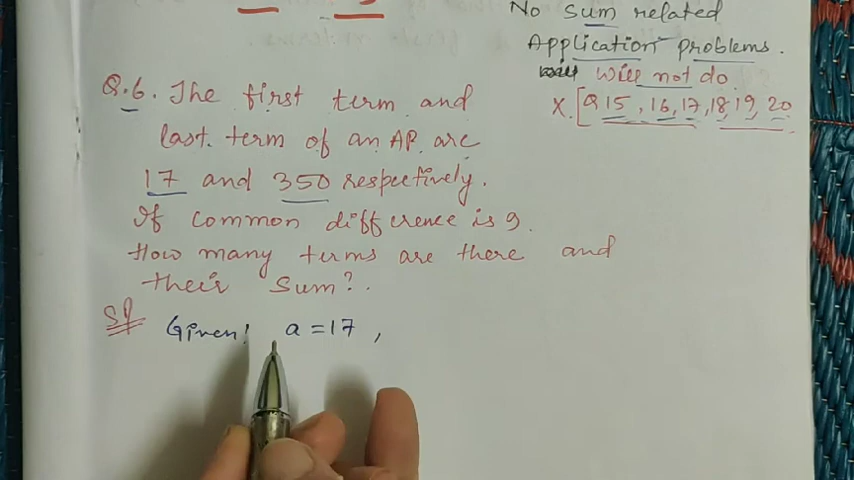 No sum related
Application problems.
will not do
X. [Q 15, 16, 17, 18, 19, 20
Q.6. The first term and
last term of an AP are
17 and 350 respectively.
If common difference is 9.
How many terms are there and
their sum?.
Sol Given: a = 17,